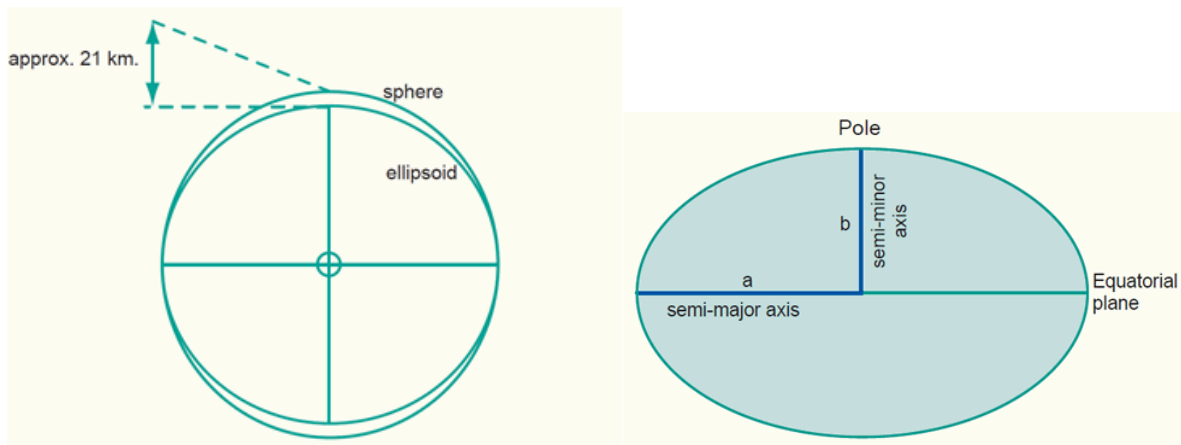 approx. 21 km.
sphere
ellipsoid
Pole
b
semi-minor
axis
a
semi-major axis
Equatorial
plane